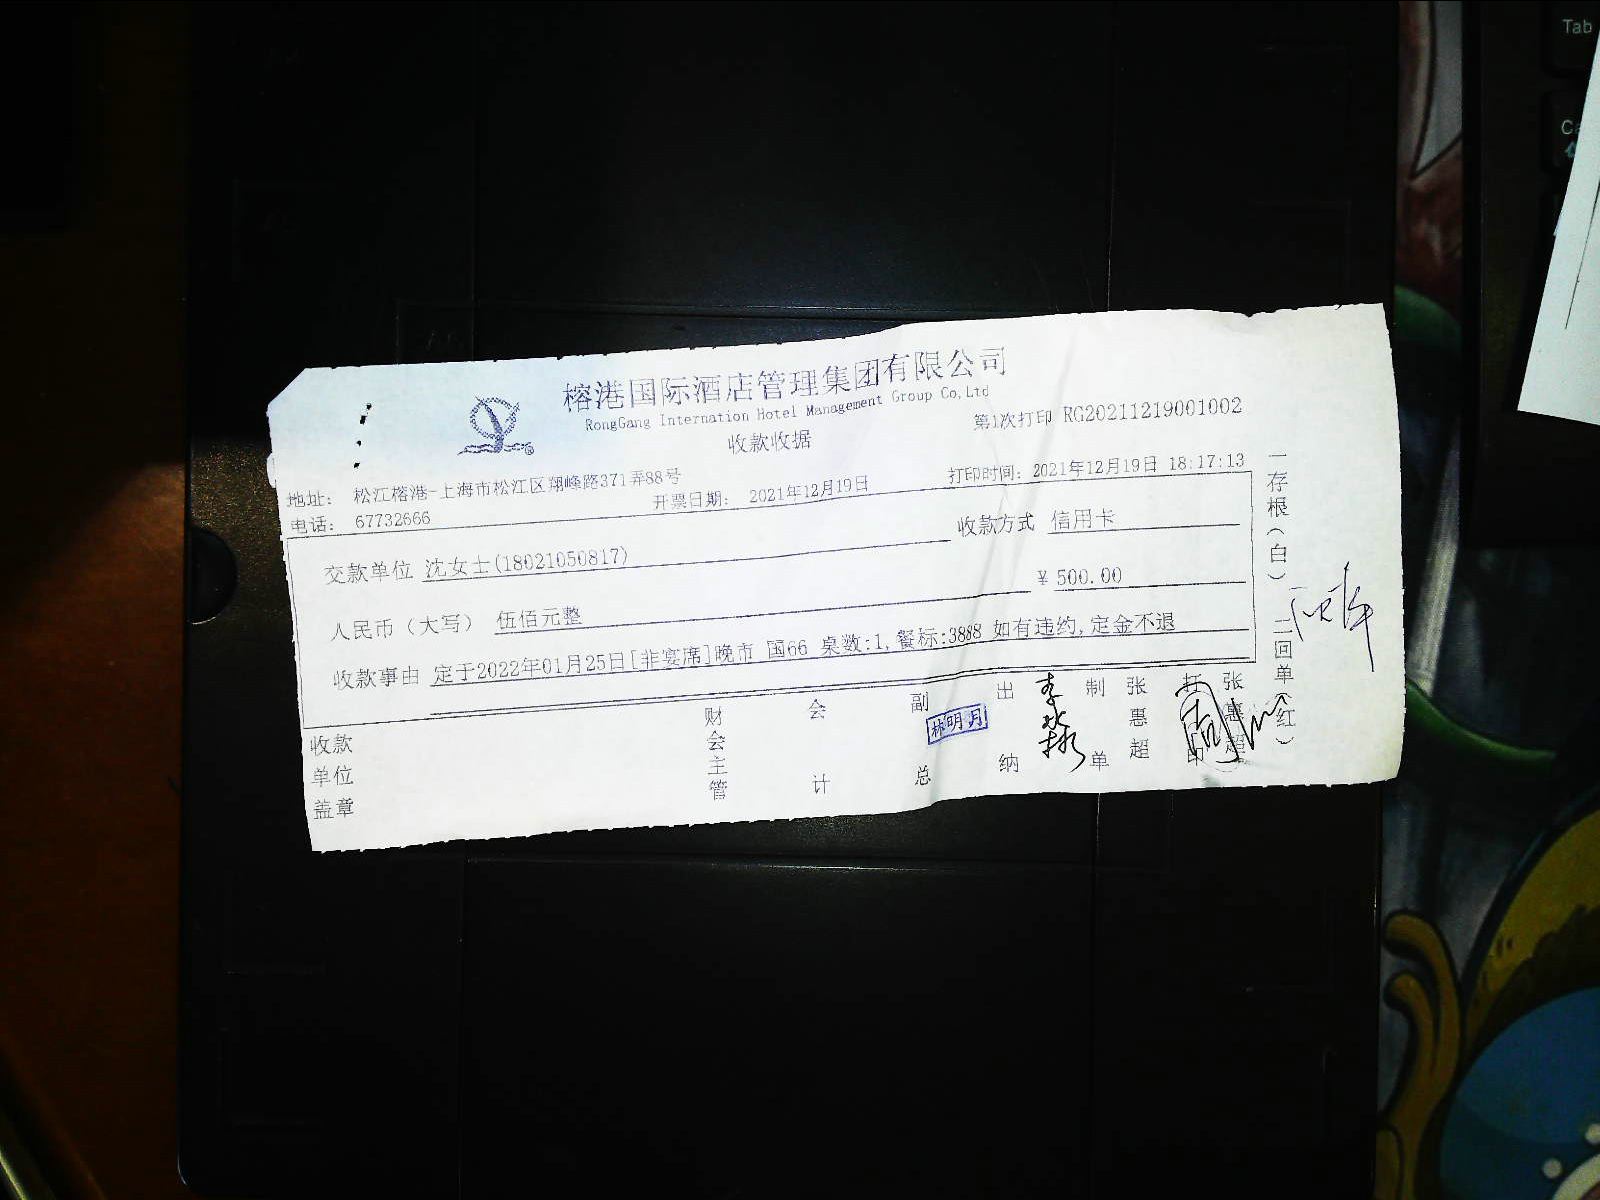 榕港国际酒店管理集团有限公司
RongGang Internation Hotel Management Group Co,Ltd
收款收据
第1次打印 RG20211219001002
地址： 松江榕港-上海市松江区翔峰路371弄88号
电话： 67732666
开票日期： 2021年12月19日
打印时间： 2021年12月19日 18:17:13
交款单位 沈女士(18021050817)
收款方式 信用卡
人民币（大写） 伍佰元整
¥ 500.00
收款事由 定于2022年01月25日[非宴席]晚市 国66 桌数:1,餐标:3888 如有违约,定金不退
收款单位盖章
财会主管
会计
副总
林明月
出纳
制单
张惠超
打印
张惠超
一存根(白)
二回单(红)
Tab